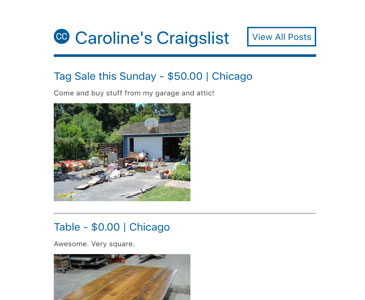 CC Caroline's Craigslist
View All Posts
Tag Sale this Sunday - $50.00 | Chicago
Come and buy stuff from my garage and attic!
Table - $0.00 | Chicago
Awesome. Very square.